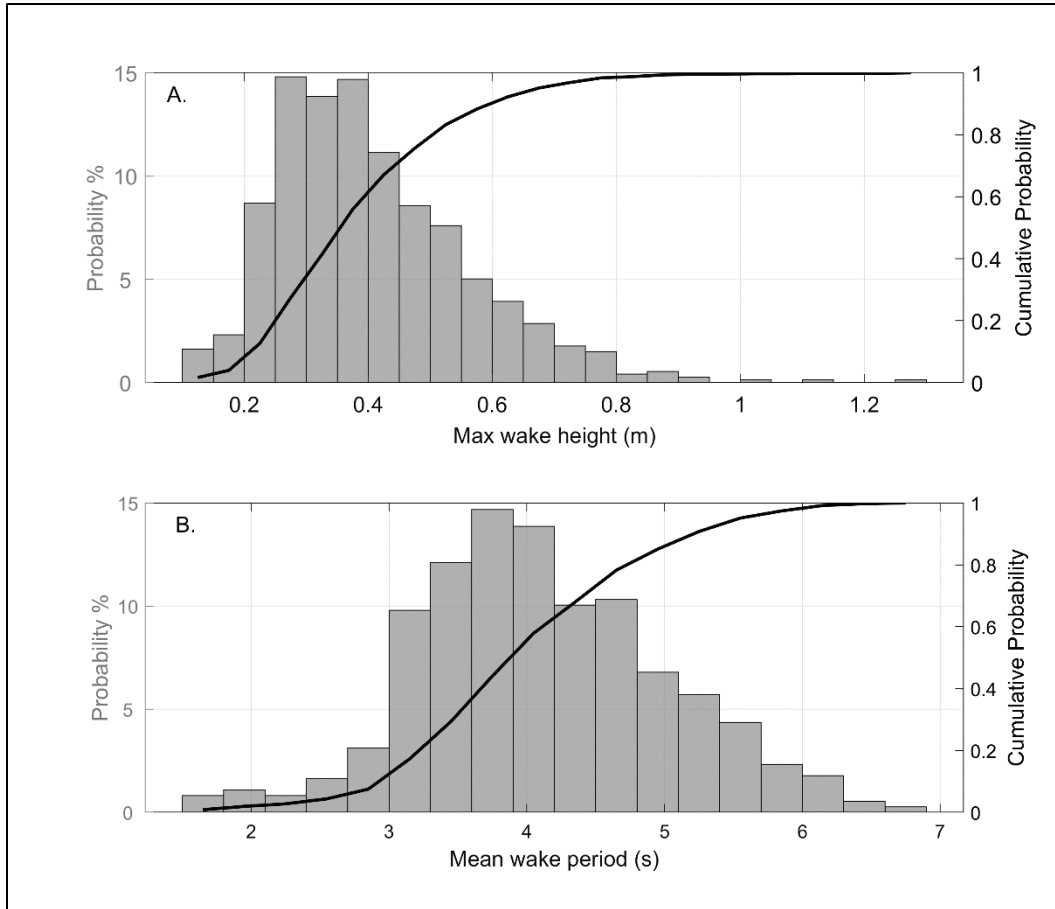 A.
Probability %
15
10
5
0
Cumulative Probability
1
0.8
0.6
0.4
0.2
0
0.2 0.4 0.6 0.8 1 1.2
Max wake height (m)
B.
Probability %
15
10
5
0
Cumulative Probability
1
0.8
0.6
0.4
0.2
0
2 3 4 5 6 7
Mean wake period (s)